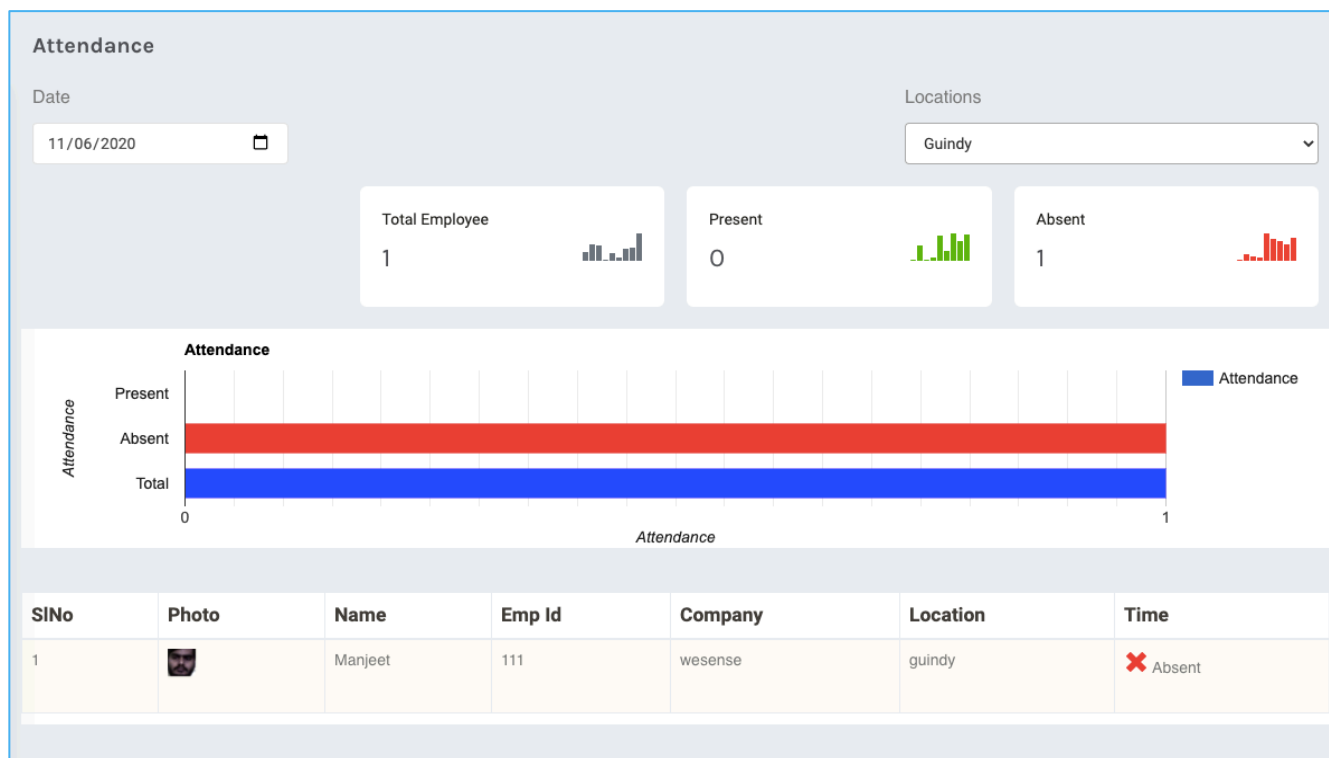 Attendance
Date
Locations
11/06/2020
Guindy
Total Employee
1
Present
0
Absent
1
Attendance
Attendance
Present
Absent
Total
Attendance
0
1
Attendance
SlNo Photo Name Emp Id Company Location Time
1 Manjeet 111 wesense guindy Absent